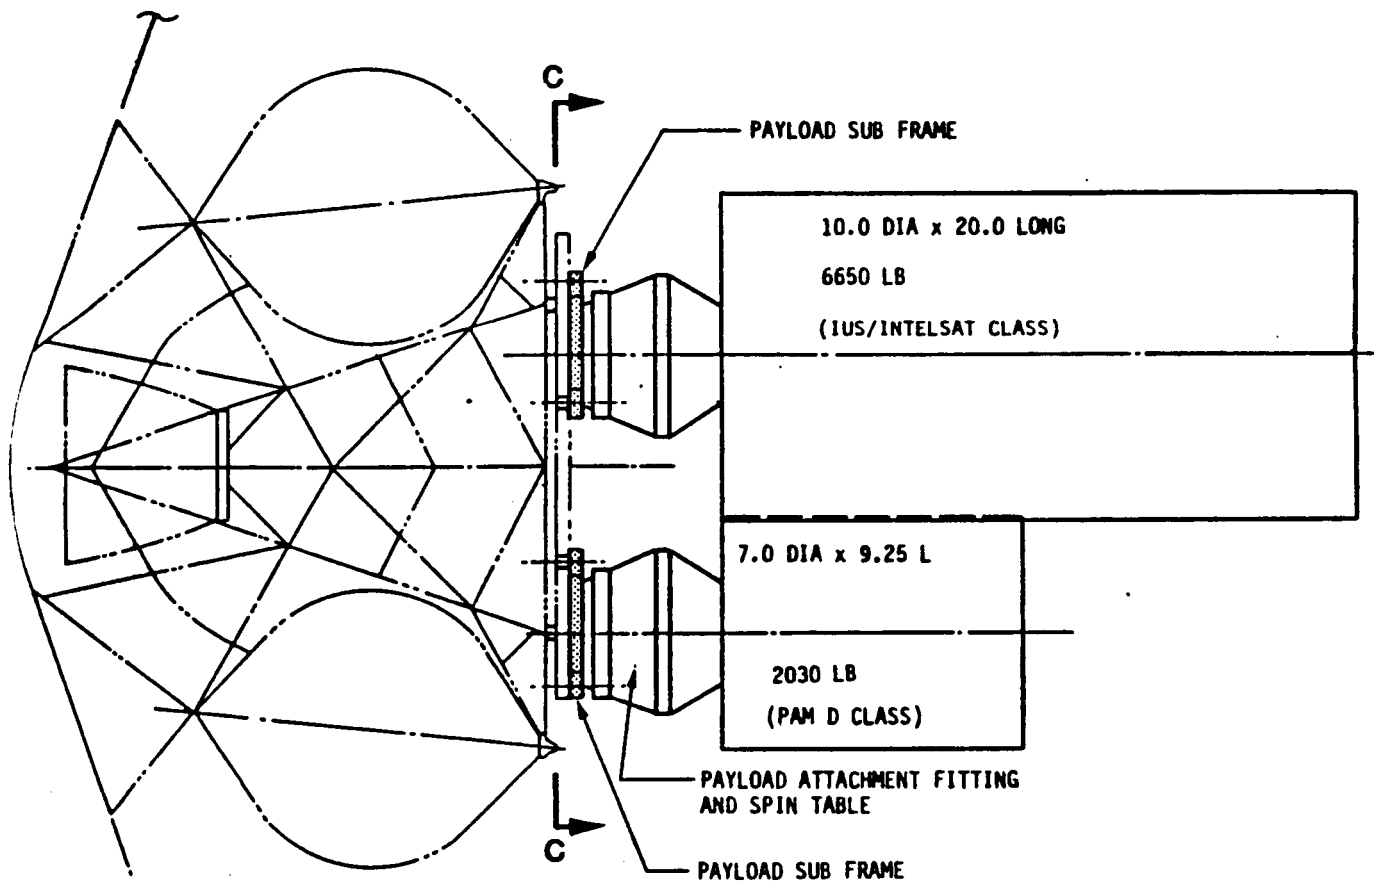 C
PAYLOAD SUB FRAME
10.0 DIA x 20.0 LONG
6650 LB
(IUS/INTELSAT CLASS)
7.0 DIA x 9.25 L
2030 LB
(PAM D CLASS)
PAYLOAD ATTACHMENT FITTING
AND SPIN TABLE
C
PAYLOAD SUB FRAME